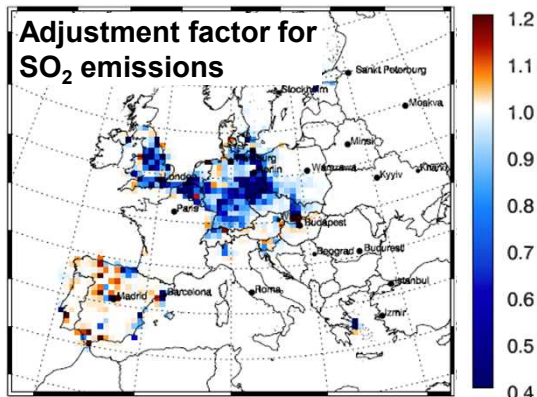 Adjustment factor for
SO₂ emissions
Sankt Peterburg
Stockholm
Moskva
Minsk
Warszawa
Kyyiv
London
Paris
Budapest
Beograd
Bucuresti
Madrid
Barcelona
Roma
Istanbul
Izmir
1.2
1.1
1.0
0.9
0.8
0.7
0.6
0.5
0.4